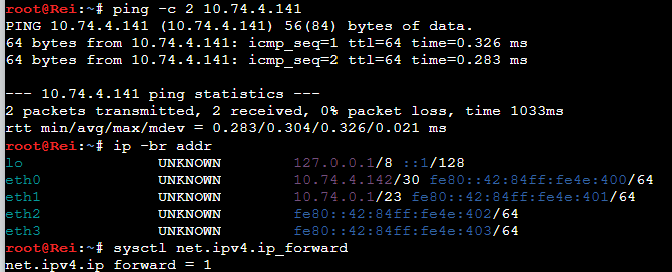 root@Rei:~# ping -c 2 10.74.4.141
PING 10.74.4.141 (10.74.4.141) 56(84) bytes of data.
64 bytes from 10.74.4.141: icmp_seq=1 ttl=64 time=0.326 ms
64 bytes from 10.74.4.141: icmp_seq=2 ttl=64 time=0.283 ms
--- 10.74.4.141 ping statistics ---
2 packets transmitted, 2 received, 0% packet loss, time 1033ms
rtt min/avg/max/mdev = 0.283/0.304/0.326/0.021 ms
root@Rei:~# ip -br addr
lo UNKNOWN 127.0.0.1/8 ::1/128
eth0 UNKNOWN 10.74.4.142/30 fe80::42:84ff:fe4e:400/64
eth1 UNKNOWN 10.74.0.1/23 fe80::42:84ff:fe4e:401/64
eth2 UNKNOWN fe80::42:84ff:fe4e:402/64
eth3 UNKNOWN fe80::42:84ff:fe4e:403/64
root@Rei:~# sysctl net.ipv4.ip_forward
net.ipv4.ip_forward = 1